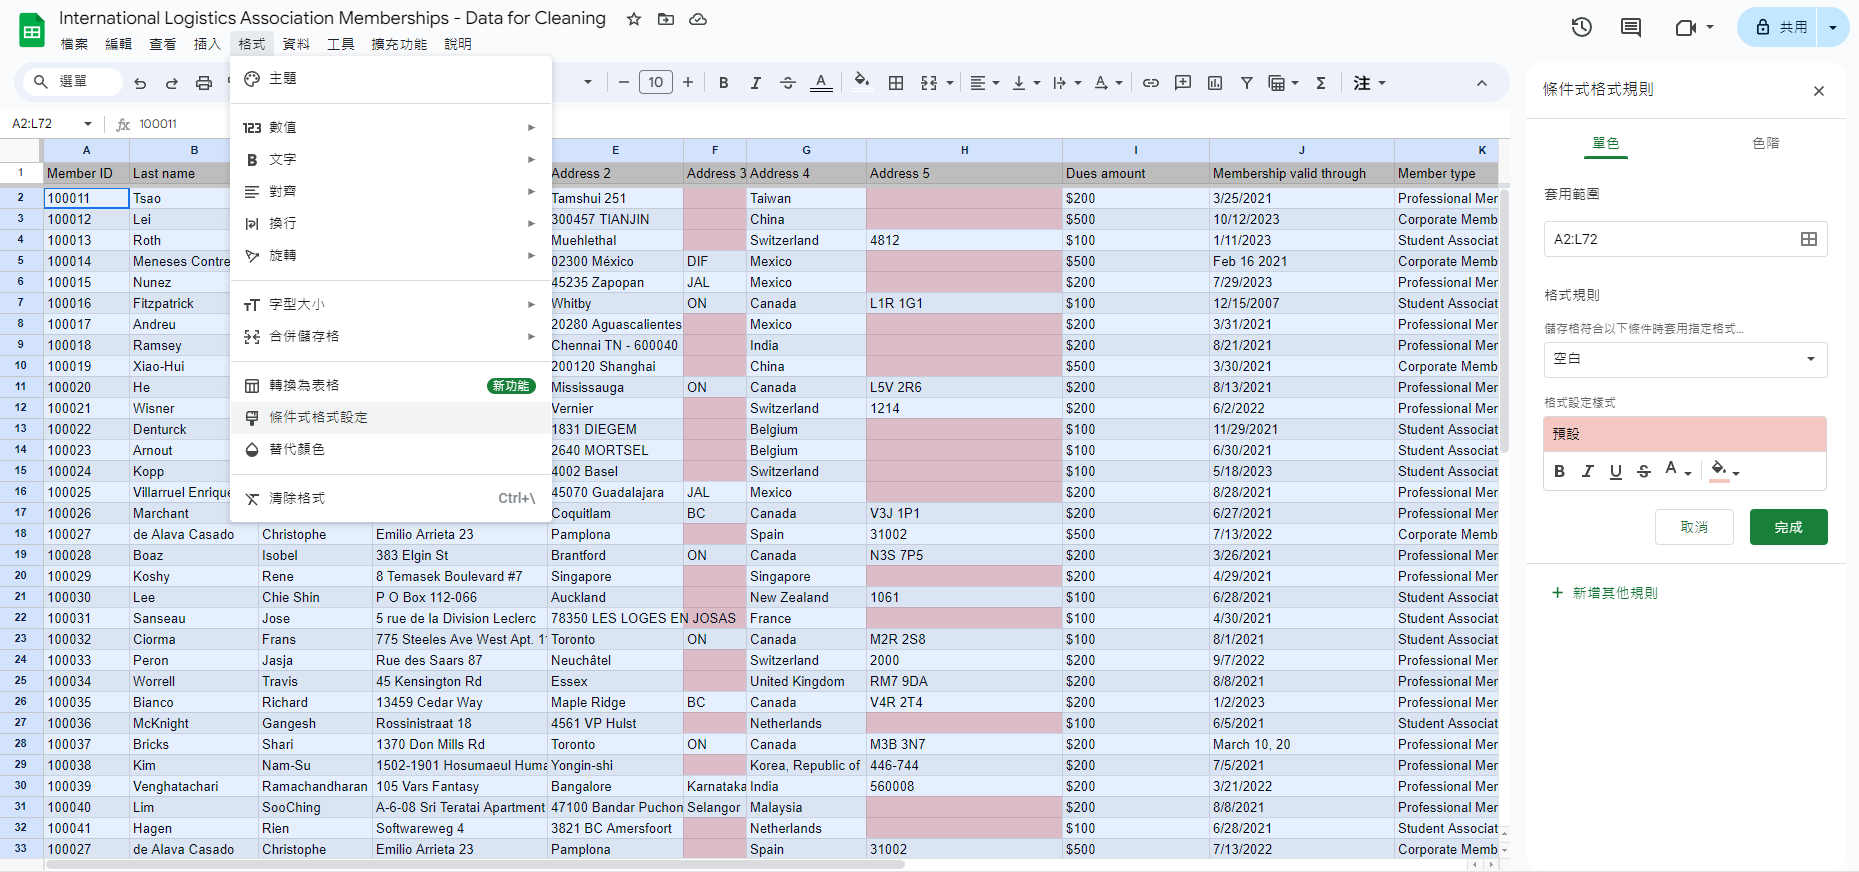 International Logistics Association Memberships - Data for Cleaning
檔案 編輯 查看 插入 格式 資料 工具 擴充功能 說明
共用
選單
10
B I A Σ 注
A2:L72 fx 100011
主題
123 數值
B 文字
對齊
換行
旋轉
字型大小
合併儲存格
轉換為表格 新功能
條件式格式設定
替代顏色
清除格式 Ctrl+\
A B E F G H I J K
1 Member ID Last name Address 2 Address 3 Address 4 Address 5 Dues amount Membership valid through Member type
2 100011 Tsao Tamshui 251 Taiwan $200 3/25/2021 Professional Mer
3 100012 Lei 300457 TIANJIN China $500 10/12/2023 Corporate Memb
4 100013 Roth Muehlethal Switzerland 4812 $100 1/11/2023 Student Associat
5 100014 Meneses Contre 02300 México DIF Mexico $500 Feb 16 2021 Corporate Memb
6 100015 Nunez 45235 Zapopan JAL Mexico $200 7/29/2023 Professional Mer
7 100016 Fitzpatrick Whitby ON Canada L1R 1G1 $100 12/15/2007 Student Associat
8 100017 Andreu 20280 Aguascalientes Mexico $200 3/31/2021 Professional Mer
9 100018 Ramsey Chennai TN - 600040 India $200 8/21/2021 Professional Mer
10 100019 Xiao-Hui 200120 Shanghai China $500 3/30/2021 Corporate Memb
11 100020 He Mississauga ON Canada L5V 2R6 $200 8/13/2021 Professional Mer
12 100021 Wisner Vernier Switzerland 1214 $200 6/2/2022 Professional Mer
13 100022 Denturck 1831 DIEGEM Belgium $100 11/29/2021 Student Associat
14 100023 Arnout 2640 MORTSEL Belgium $100 6/30/2021 Student Associat
15 100024 Kopp 4002 Basel Switzerland $100 5/18/2023 Student Associat
16 100025 Villarruel Enrique 45070 Guadalajara JAL Mexico $200 8/28/2021 Professional Mer
17 100026 Marchant Coquitlam BC Canada V3J 1P1 $200 6/27/2021 Professional Mer
18 100027 de Alava Casado Christophe Emilio Arrieta 23 Pamplona Spain 31002 $500 7/13/2022 Corporate Memb
19 100028 Boaz Isobel 383 Elgin St Brantford ON Canada N3S 7P5 $200 3/26/2021 Professional Mer
20 100029 Koshy Rene 8 Temasek Boulevard #7 Singapore Singapore $200 4/29/2021 Professional Mer
21 100030 Lee Chie Shin P O Box 112-066 Auckland New Zealand 1061 $100 6/28/2021 Student Associat
22 100031 Sanseau Jose 5 rue de la Division Leclerc 78350 LES LOGES EN JOSAS France $100 4/30/2021 Student Associat
23 100032 Ciorma Frans 775 Steeles Ave West Apt. 1 Toronto ON Canada M2R 2S8 $100 8/1/2021 Student Associat
24 100033 Peron Jasja Rue des Saars 87 Neuchâtel Switzerland 2000 $200 9/7/2022 Professional Mer
25 100034 Worrell Travis 45 Kensington Rd Essex United Kingdom RM7 9DA $200 8/8/2021 Professional Mer
26 100035 Bianco Richard 13459 Cedar Way Maple Ridge BC Canada V4R 2T4 $200 1/2/2023 Professional Mer
27 100036 McKnight Gangesh Rossinistraat 18 4561 VP Hulst Netherlands $100 6/5/2021 Student Associat
28 100037 Bricks Shari 1370 Don Mills Rd Toronto ON Canada M3B 3N7 $200 March 10, 20 Professional Mer
29 100038 Kim Nam-Su 1502-1901 Hosumaeul Huma Yongin-shi Korea, Republic of 446-744 $200 7/5/2021 Professional Mer
30 100039 Venghatachari Ramachandharan 105 Vars Fantasy Bangalore Karnataka India 560008 $200 3/21/2022 Professional Mer
31 100040 Lim SooChing A-6-08 Sri Teratai Apartment 47100 Bandar Puchon Selangor Malaysia $200 8/8/2021 Professional Mer
32 100041 Hagen Rien Softwareweg 4 3821 BC Amersfoort Netherlands $100 6/28/2021 Student Associat
33 100027 de Alava Casado Christophe Emilio Arrieta 23 Pamplona Spain 31002 $500 7/13/2022 Corporate Memb
條件式格式規則
單色 色階
套用範圍
A2:L72
格式規則
儲存格符合以下條件時套用指定格式...
空白
格式設定樣式
預設
B I U S A
取消 完成
+ 新增其他規則